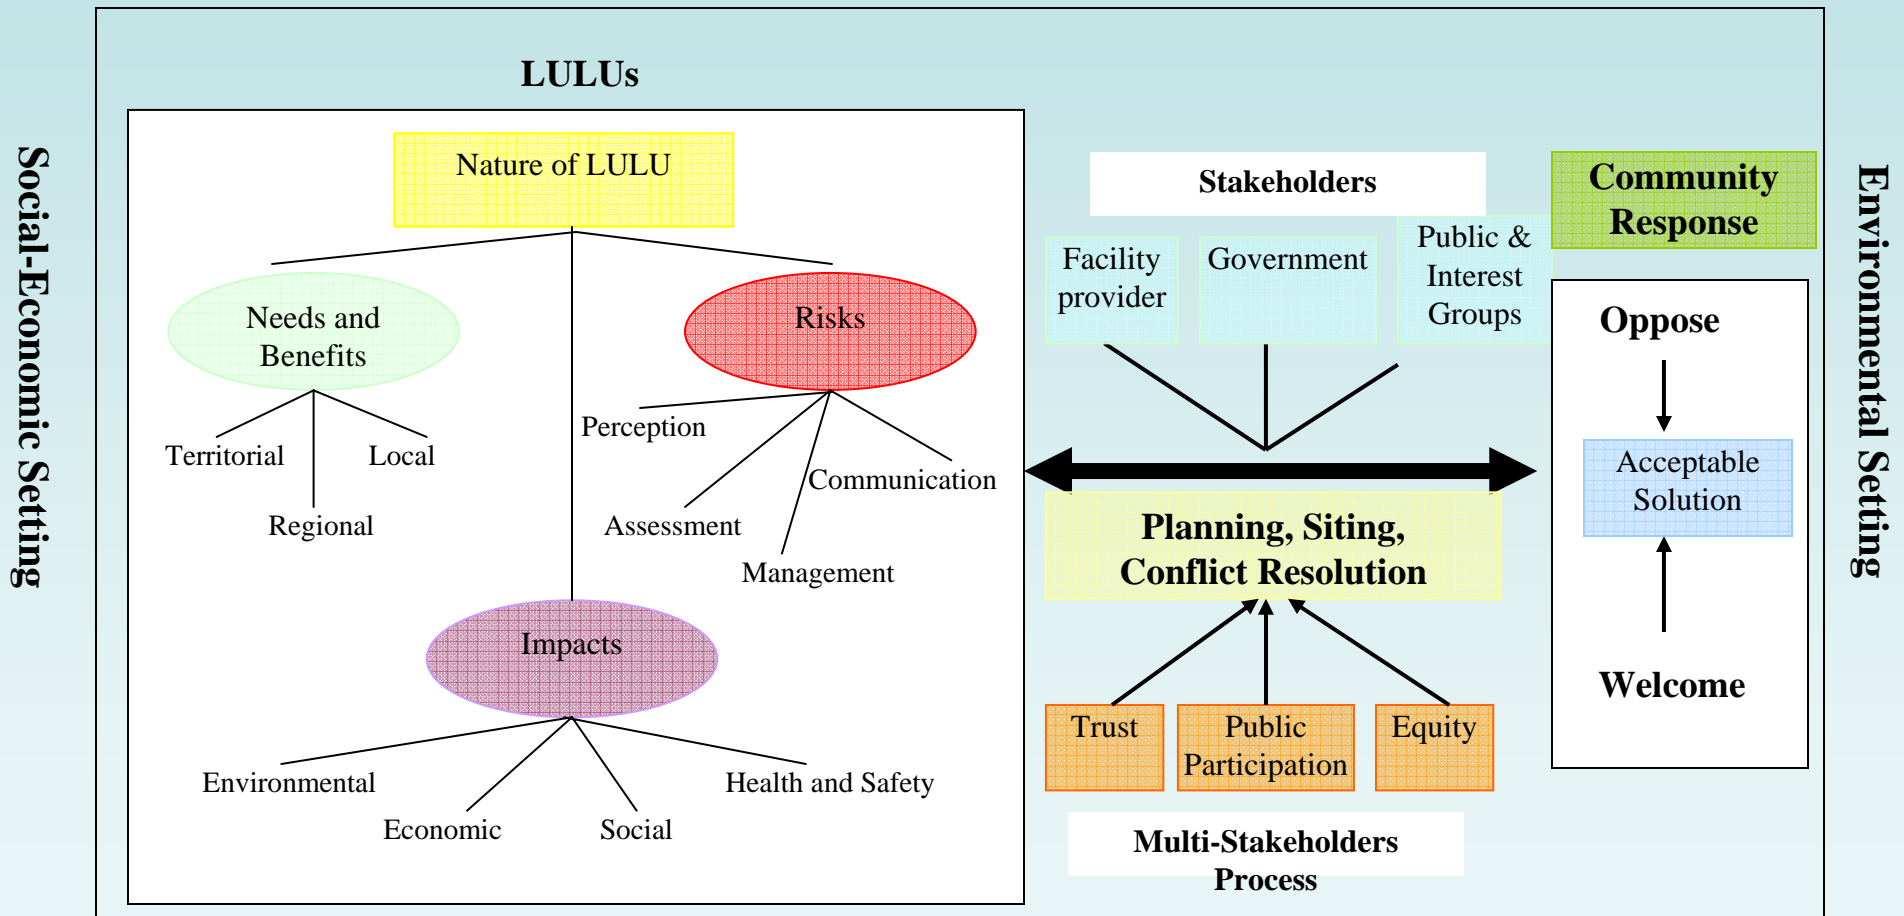 LULUs
Social-Economic Setting
Nature of LULU
Needs and
Benefits
Risks
Territorial
Local
Regional
Perception
Communication
Assessment
Management
Impacts
Environmental
Health and Safety
Economic
Social
Stakeholders
Facility
provider
Government
Public &
Interest
Groups
Planning, Siting,
Conflict Resolution
Trust
Public
Participation
Equity
Multi-Stakeholders
Process
Community
Response
Oppose
Acceptable
Solution
Welcome
Environmental Setting